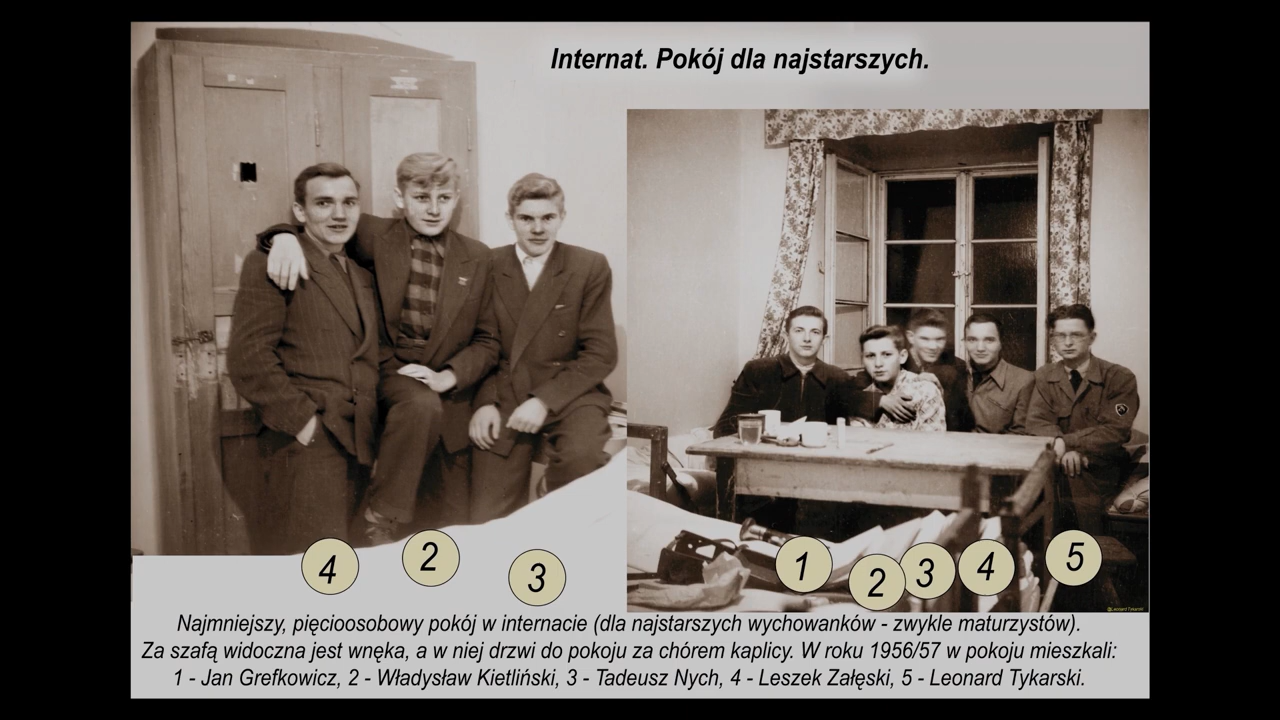 Internat. Pokój dla najstarszych.
4
2
3
1
2
3
4
5
@Leonard Tykarski
Najmniejszy, pięcioosobowy pokój w internacie (dla najstarszych wychowanków - zwykle maturzystów).
Za szafą widoczna jest wnęka, a w niej drzwi do pokoju za chórem kaplicy. W roku 1956/57 w pokoju mieszkali:
1 - Jan Grefkowicz, 2 - Władysław Kietliński, 3 - Tadeusz Nych, 4 - Leszek Załęski, 5 - Leonard Tykarski.